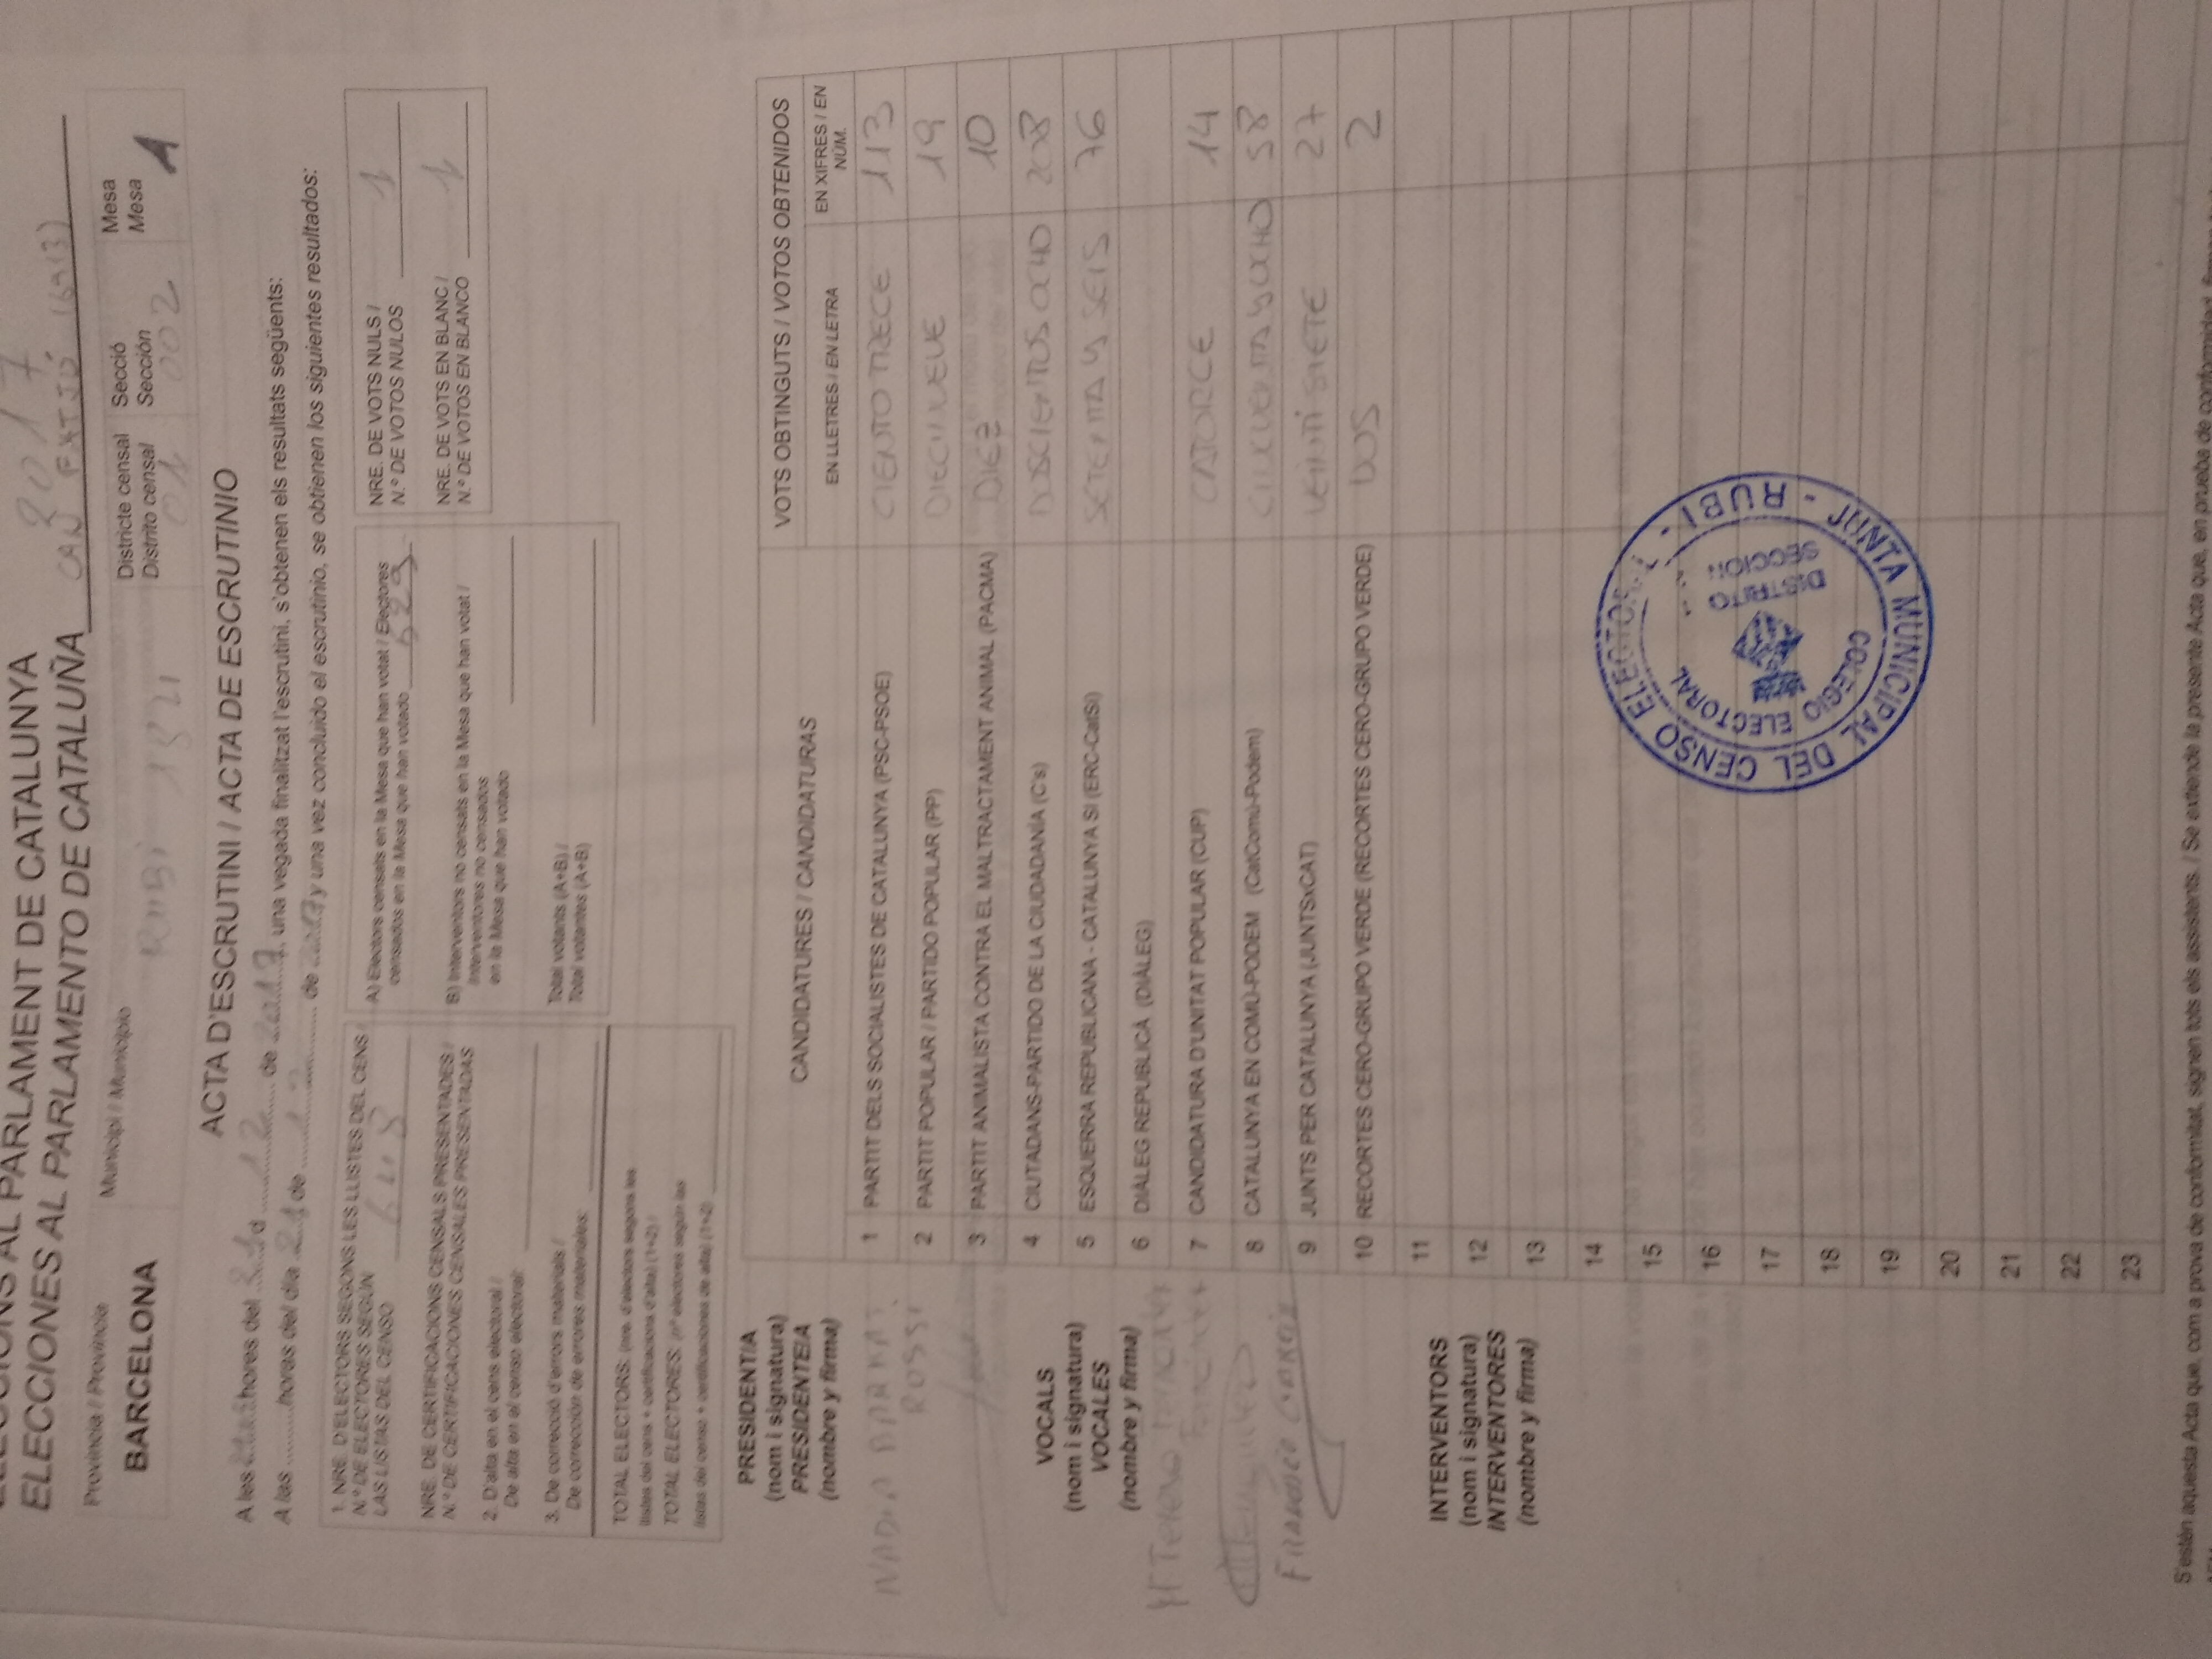 ELECCIONS AL PARLAMENT DE CATALUNYA
ELECCIONES AL PARLAMENTO DE CATALUÑA
2017
CAN FATJÓ (6913)
Provincia / Provincia
BARCELONA
Municipi / Municipio
RUBÍ 184
Districte censal
Distrito censal
01
Secció
Sección
002
Mesa
Mesa
A
ACTA D'ESCRUTINI / ACTA DE ESCRUTINIO
A les hores del 21 d 12 de 2017, una vegada finalitzat l'escrutini, s'obtenen els resultats següents:
A las horas del día 21 de 12 de 2017 y una vez concluido el escrutinio, se obtienen los siguientes resultados:
1. NRE. D'ELECTORS SEGONS LES LLISTES DEL CENS /
N.º DE ELECTORES SEGÚN
LAS LISTAS DEL CENSO 648
NRE. DE CERTIFICACIONS CENSALS PRESENTADES /
N.º DE CERTIFICACIONES CENSALES PRESENTADAS
2. D'alta en el cens electoral /
De alta en el censo electoral:
3. De correcció d'errors materials /
De corrección de errores materiales:
TOTAL ELECTORS: (nre. d'electors segons les
llistes del cens + certificacions d'alta) (1+2) /
TOTAL ELECTORES: (nº electores según las
listas del censo + certificaciones de alta) (1+2)
A) Electors censats en la Mesa que han votat / Electores
censados en la Mesa que han votado 529
B) Interventors no censats en la Mesa que han votat /
Interventores no censados
en la Mesa que han votado
Total votants (A+B) /
Total votantes (A+B)
NRE. DE VOTS NULS / 1
N.º DE VOTOS NULOS
NRE. DE VOTS EN BLANC / 1
N.º DE VOTOS EN BLANCO
PRESIDENT/A
(nom i signatura)
PRESIDENTE/A
(nombre y firma)
NADIA BARKAT
ROSSI
VOCALS
(nom i signatura)
VOCALES
(nombre y firma)
Mª Teresa
FRANCISCO GARCÍA
INTERVENTORS
(nom i signatura)
INTERVENTORES
(nombre y firma)
CANDIDATURES / CANDIDATURAS
VOTS OBTINGUTS / VOTOS OBTENIDOS
EN LLETRES / EN LETRA
EN XIFRES / EN
NÚM.
1 PARTIT DELS SOCIALISTES DE CATALUNYA (PSC-PSOE) CIENTO TRECE 113
2 PARTIT POPULAR / PARTIDO POPULAR (PP) DIECINUEVE 19
3 PARTIT ANIMALISTA CONTRA EL MALTRACTAMENT ANIMAL (PACMA) DIEZ 10
4 CIUTADANS-PARTIDO DE LA CIUDADANÍA (C's) DOSCIENTOS OCHO 208
5 ESQUERRA REPUBLICANA - CATALUNYA SI (ERC-CatSí) SETENTA Y SEIS 76
6 DIÀLEG REPUBLICÀ (DIÀLEG)
7 CANDIDATURA D'UNITAT POPULAR (CUP) CATORCE 14
8 CATALUNYA EN COMÚ-PODEM (CatComú-Podem) CINCUENTA Y OCHO 58
9 JUNTS PER CATALUNYA (JUNTSxCAT) VEINTI SIETE 27
10 RECORTES CERO-GRUPO VERDE (RECORTES CERO-GRUPO VERDE) DOS 2
11
12
13
14
15
16
17
18
19
20
21
22
23
JUNTA MUNICIPAL DEL CENSO ELECTORAL - RUBI -
COLEGIO ELECTORAL
DISTRITO 1
SECCION 2
S'estén aquesta Acta que, com a prova de conformitat, signen tots els assistents. / Se extiende la presente Acta que, en prueba de conformidad, firman